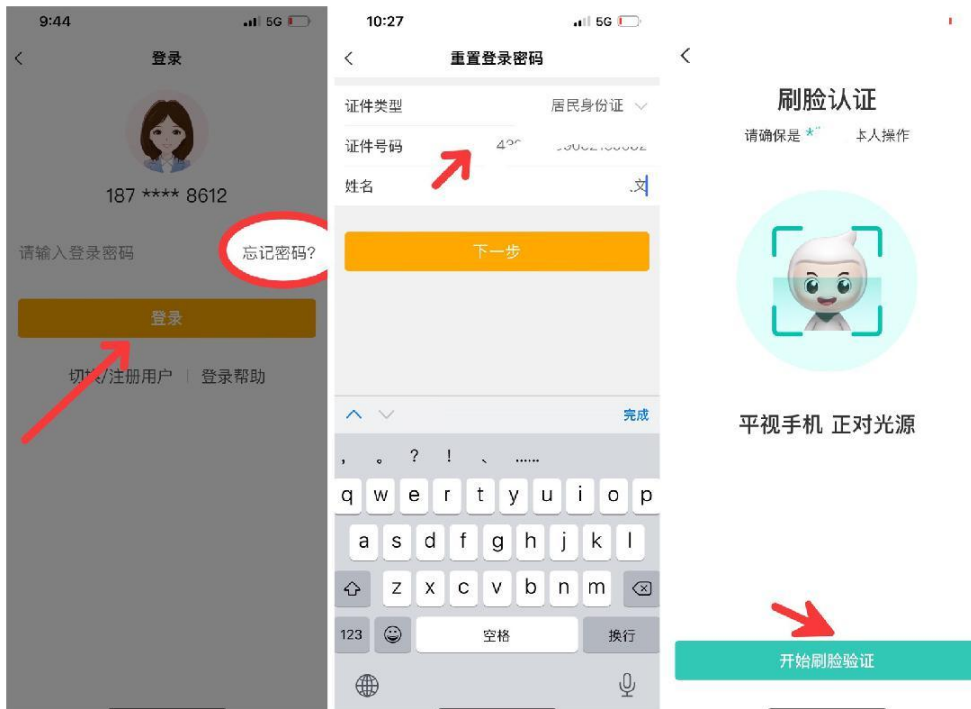 9:44
5G
登录
187 **** 8612
请输入登录密码
忘记密码?
登录
切换/注册用户
登录帮助
10:27
5G
重置登录密码
证件类型
居民身份证
证件号码
姓名
.文
下一步
完成
， 。 ? ! 、 ......
q w e r t y u i o p
a s d f g h j k l
z x c v b n m
123
空格
换行
刷脸认证
请确保是 * 本人操作
平视手机 正对光源
开始刷脸验证